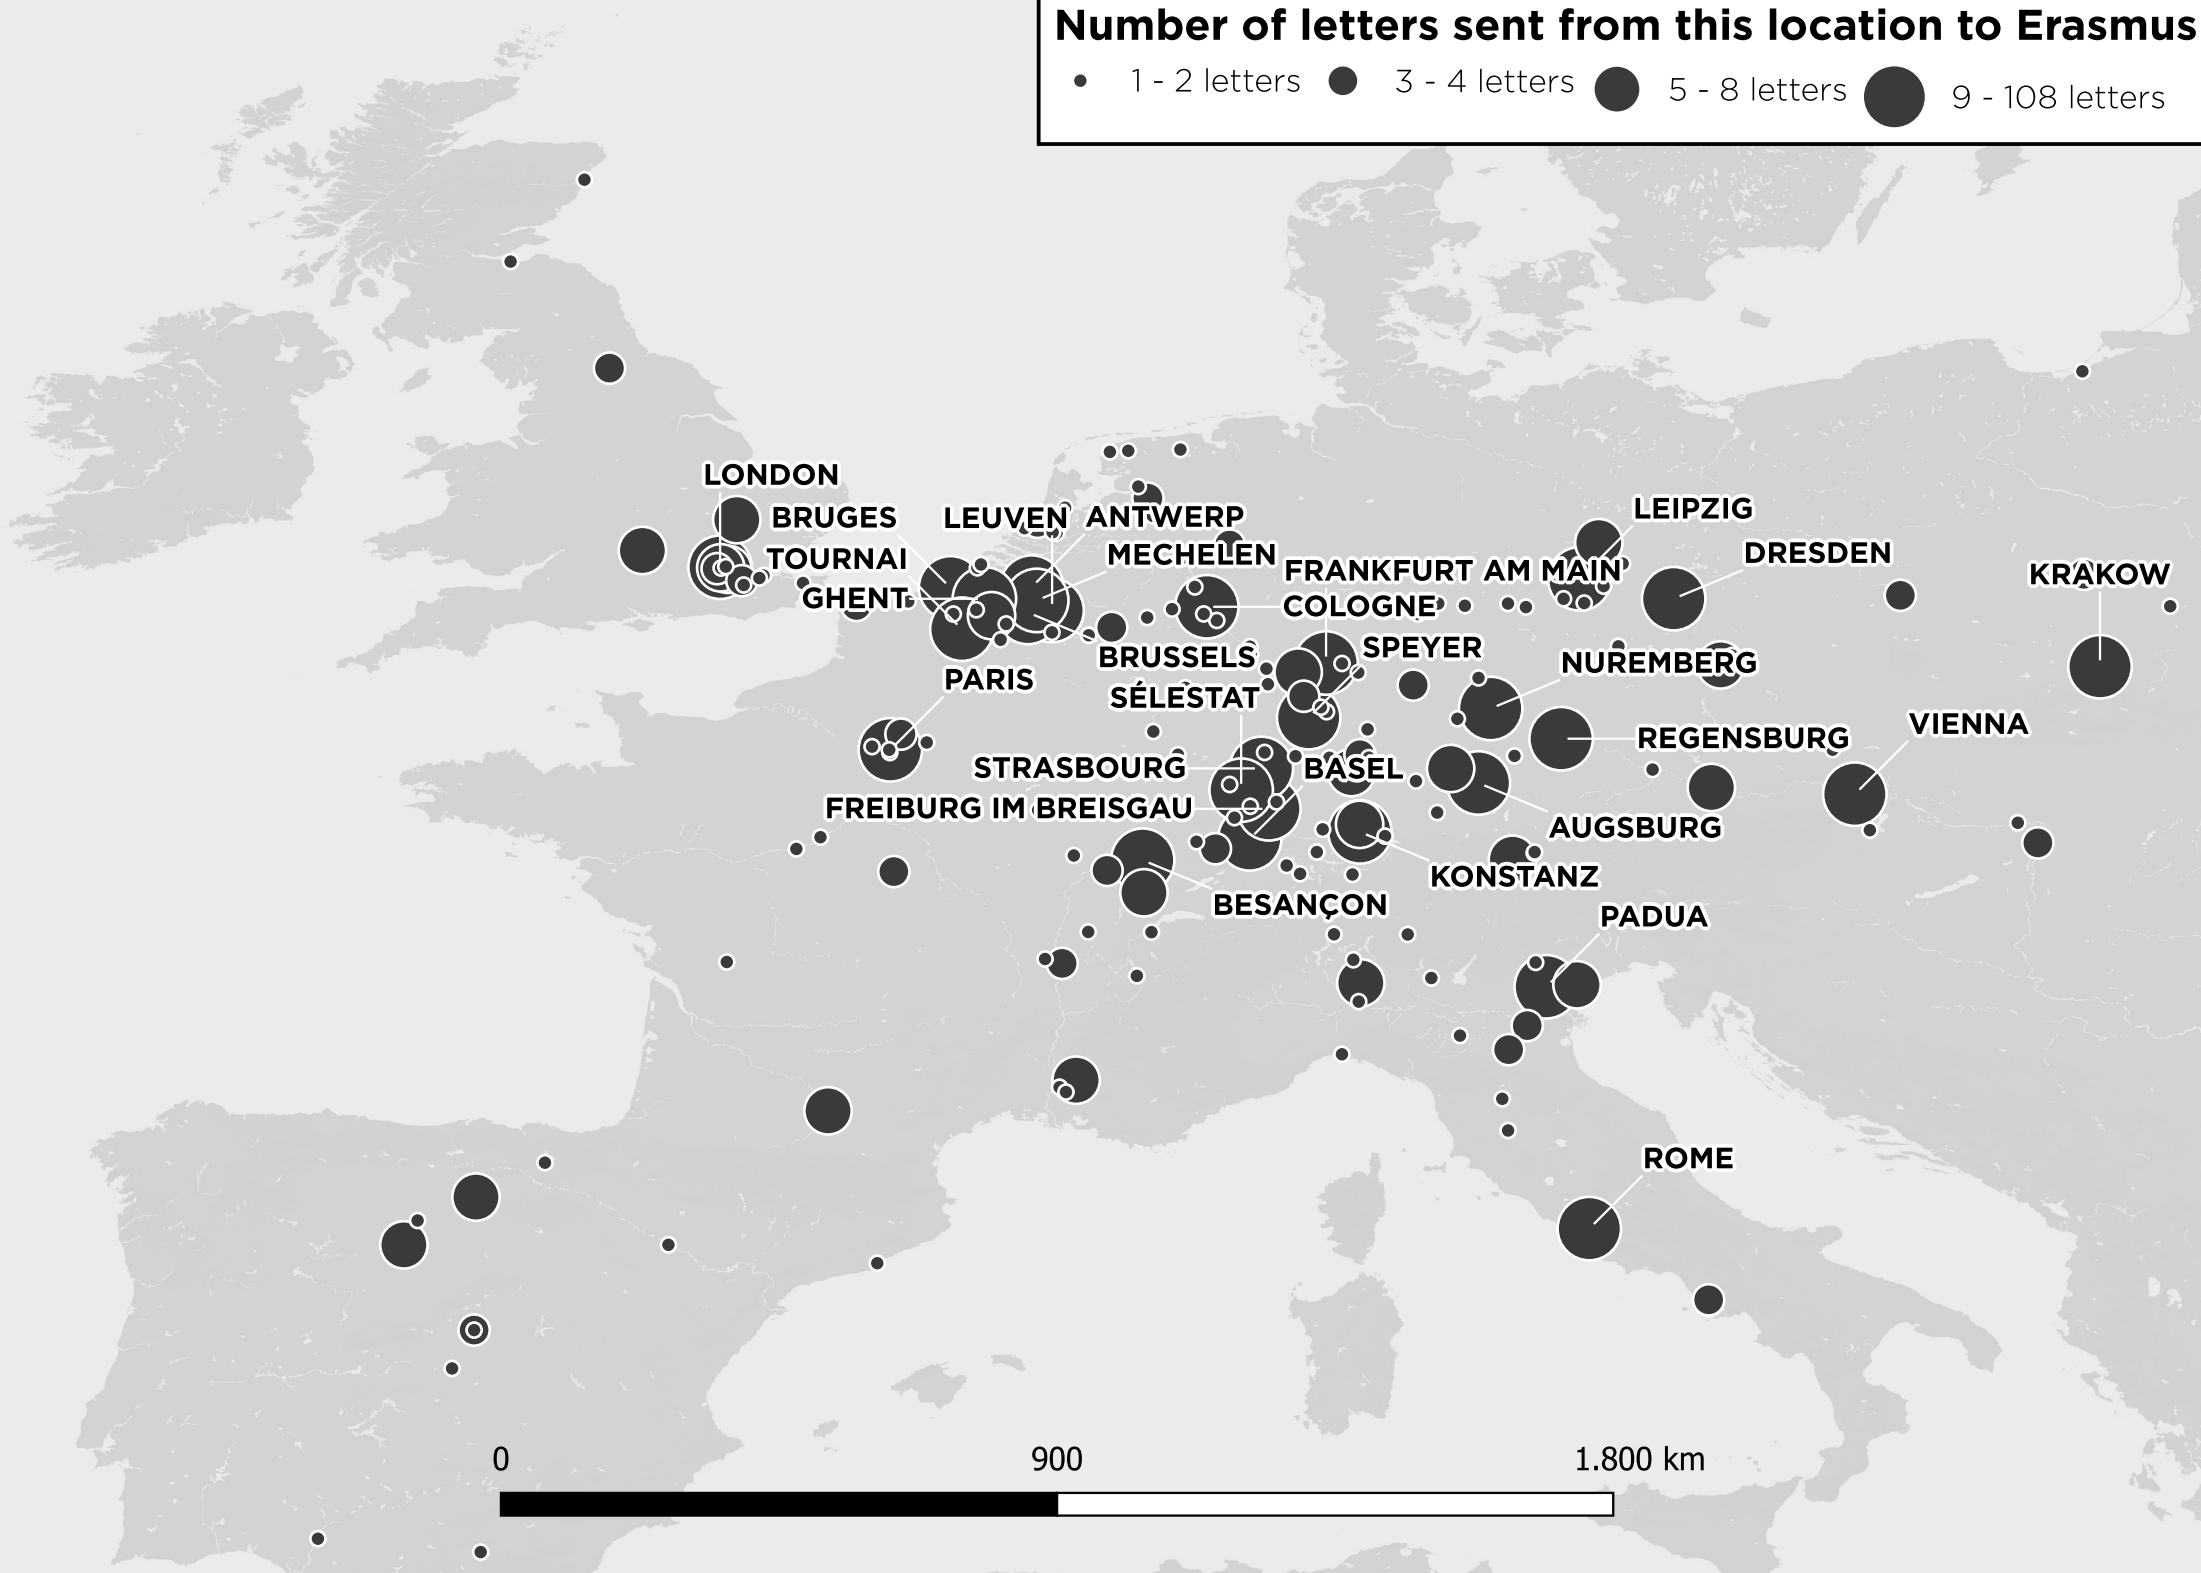 Number of letters sent from this location to Erasmus
1 - 2 letters 3 - 4 letters 5 - 8 letters 9 - 108 letters
LONDON
BRUGES
LEUVEN
ANTWERP
LEIPZIG
TOURNAI
MECHELEN
DRESDEN
FRANKFURT AM MAIN
KRAKOW
GHENT
COLOGNE
BRUSSELS
SPEYER
NUREMBERG
PARIS
SÉLESTAT
VIENNA
REGENSBURG
STRASBOURG
BASEL
FREIBURG IM BREISGAU
AUGSBURG
KONSTANZ
BESANÇON
PADUA
ROME
0 900 1.800 km